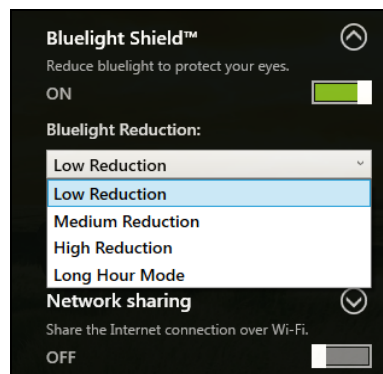 Bluelight Shield™
Reduce bluelight to protect your eyes.
ON
Bluelight Reduction:
Low Reduction
Low Reduction
Medium Reduction
High Reduction
Long Hour Mode
Network sharing
Share the Internet connection over Wi-Fi.
OFF